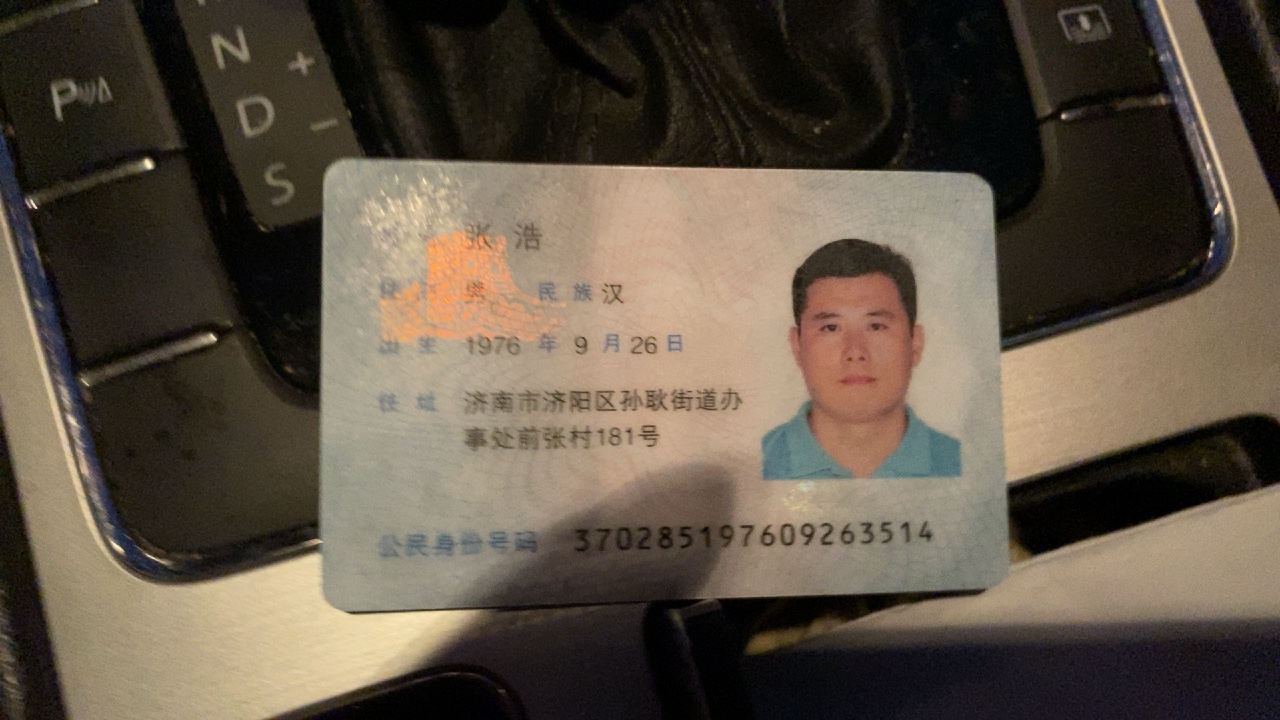 P
N
D
S
+
−
张浩
男 民族 汉
出生 1976 年 9 月 26 日
住址 济南市济阳区孙耿街道办
事处前张村181号
公民身份号码 370285197609263514